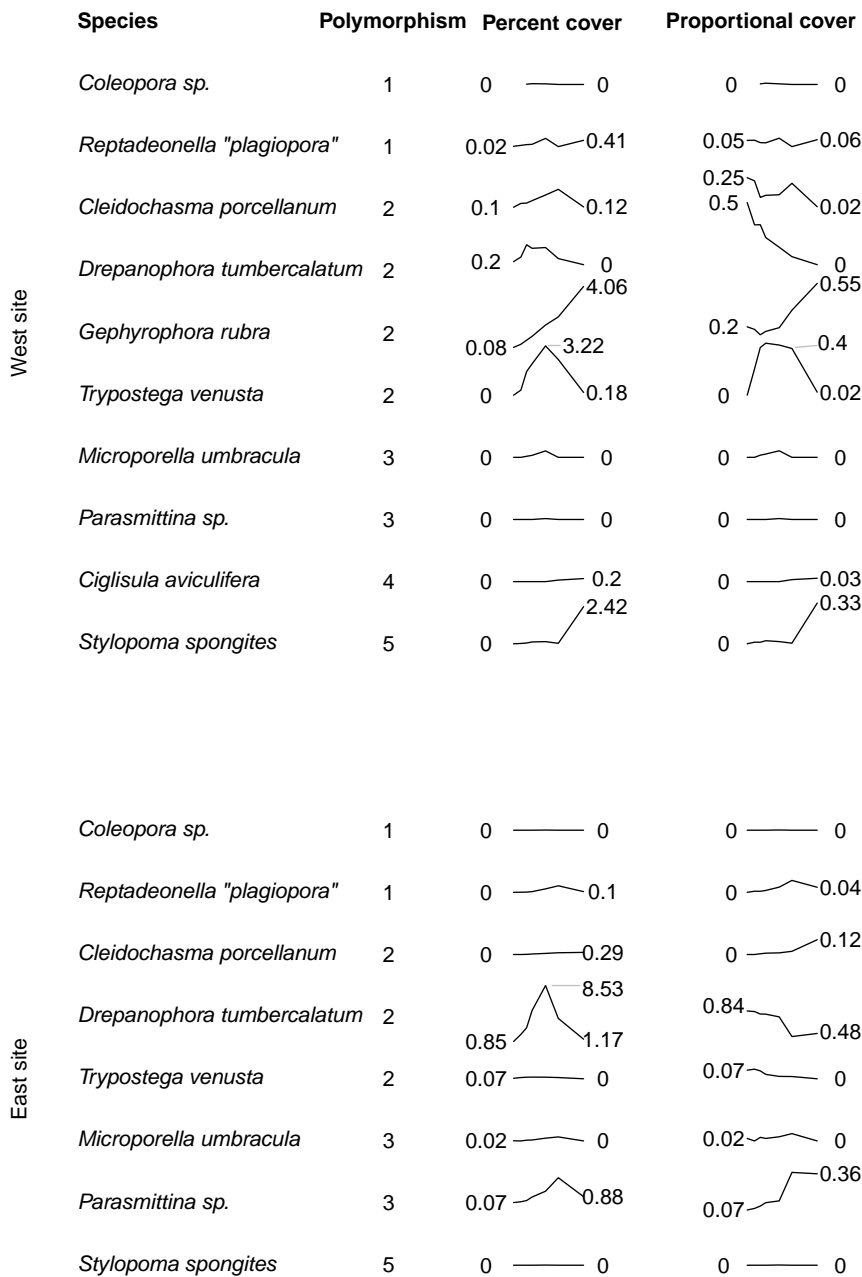 Species Polymorphism Percent cover Proportional cover
West site
Coleopora sp. 1 0 0 0 0
Reptadeonella "plagiopora" 1 0.02 0.41 0.05 0.06
Cleidochasma porcellanum 2 0.1 0.12 0.25 0.02
Drepanophora tumbercalatum 2 0.2 0 0.5 0
Gephyrophora rubra 2 0.08 4.06 0.2 0.55
Trypostega venusta 2 0 3.22 0.18 0 0.4 0.02
Microporella umbracula 3 0 0 0 0
Parasmittina sp. 3 0 0 0 0
Ciglisula aviculifera 4 0 0.2 0 0.03
Stylopoma spongites 5 0 2.42 0 0.33
East site
Coleopora sp. 1 0 0 0 0
Reptadeonella "plagiopora" 1 0 0.1 0 0.04
Cleidochasma porcellanum 2 0 0.29 0 0.12
Drepanophora tumbercalatum 2 0.85 8.53 1.17 0.84 0.48
Trypostega venusta 2 0.07 0 0.07 0
Microporella umbracula 3 0.02 0 0.02 0
Parasmittina sp. 3 0.07 0.88 0.07 0.36
Stylopoma spongites 5 0 0 0 0